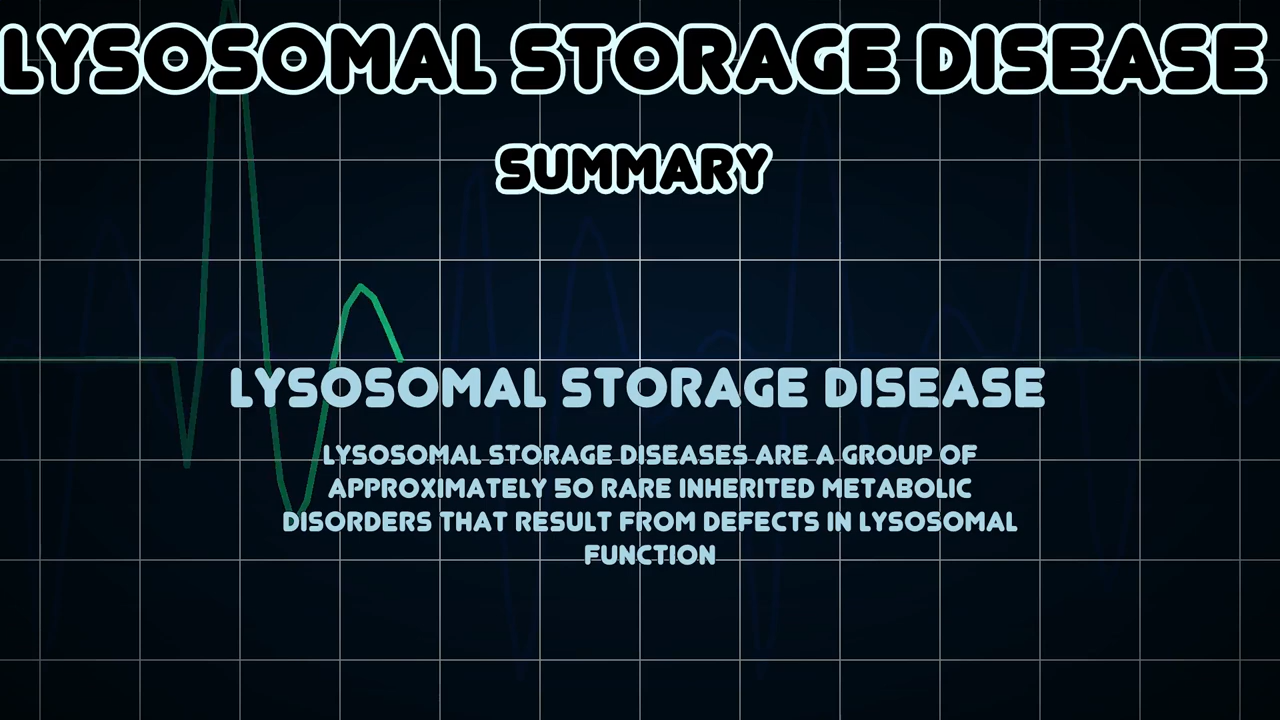 LYSOSOMAL STORAGE DISEASE
SUMMARY
LYSOSOMAL STORAGE DISEASE
LYSOSOMAL STORAGE DISEASES ARE A GROUP OF
APPROXIMATELY 50 RARE INHERITED METABOLIC
DISORDERS THAT RESULT FROM DEFECTS IN LYSOSOMAL
FUNCTION